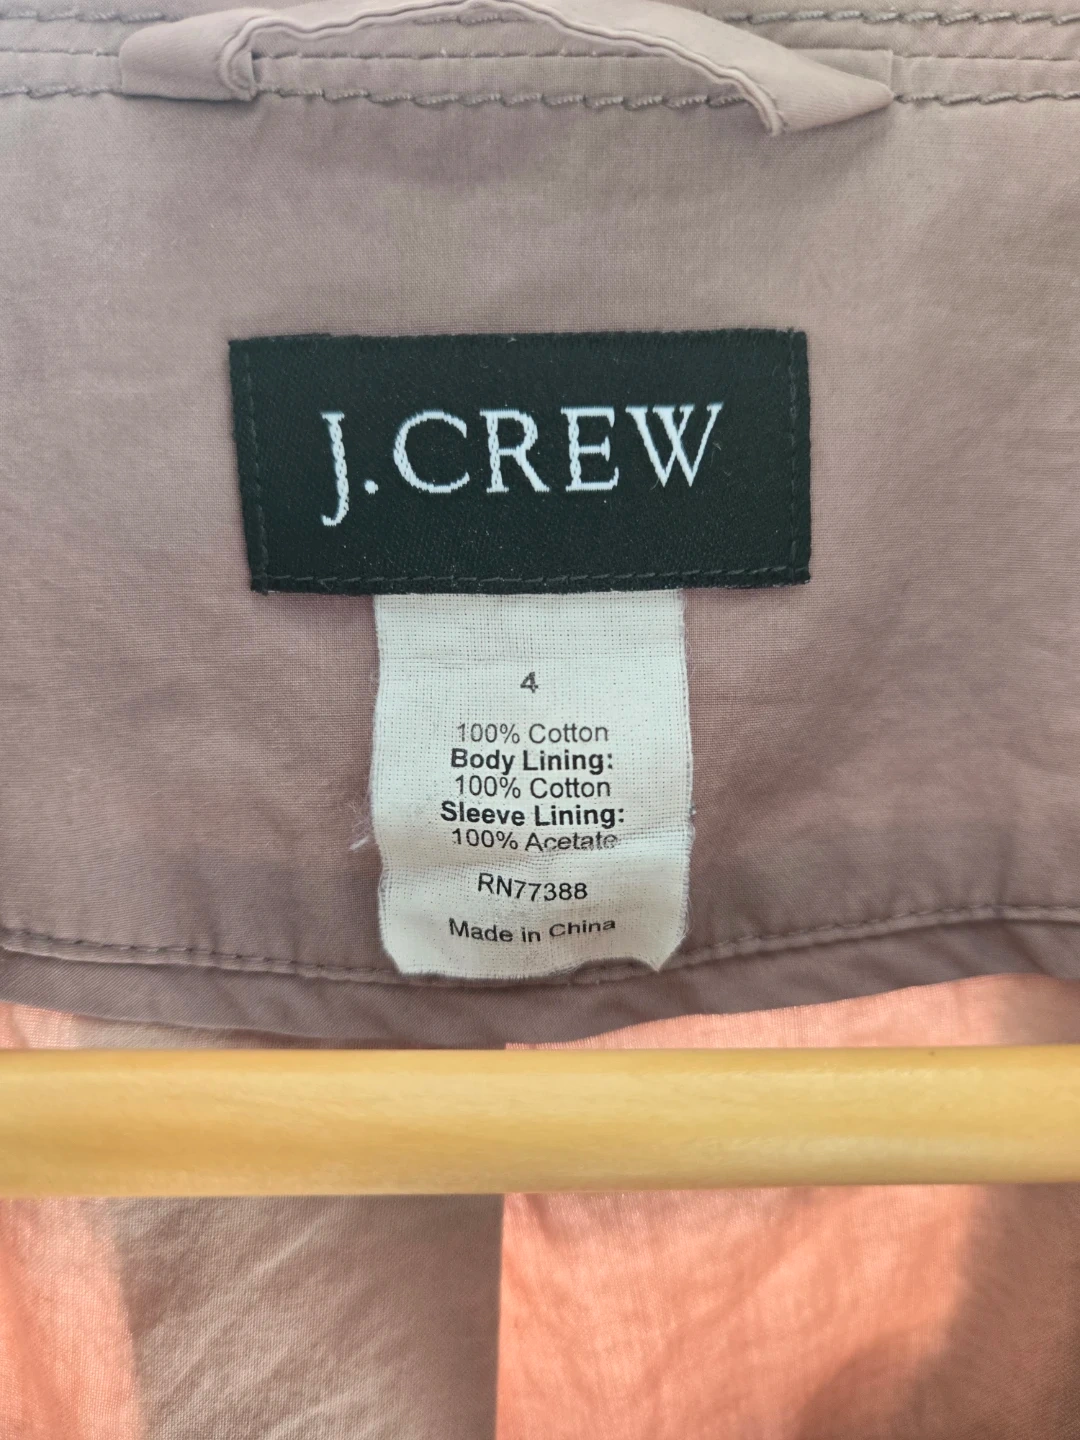 J.CREW
4
100% Cotton
Body Lining:
100% Cotton
Sleeve Lining:
100% Acetate
RN77388
Made in China